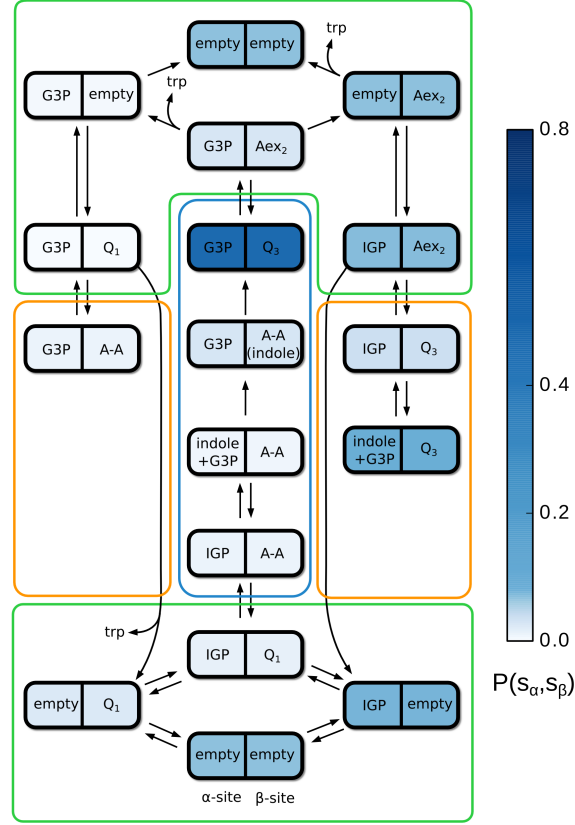 trp
empty empty
trp
G3P empty
empty Aex₂
G3P Aex₂
0.8
G3P Q₁
G3P Q₃
IGP Aex₂
G3P A-A
G3P A-A
(indole)
IGP Q₃
0.4
indole
+G3P A-A
indole
+G3P Q₃
0.2
IGP A-A
trp
IGP Q₁
0.0
P(sα,sβ)
empty Q₁
IGP empty
empty empty
α-site β-site